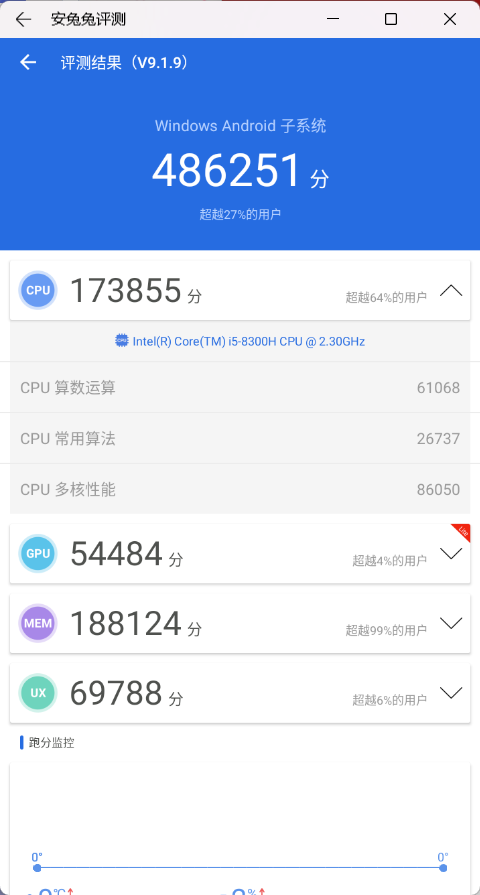 安兔兔评测
评测结果（V9.1.9）
Windows Android 子系统
486251 分
超越27%的用户
CPU 173855 分 超越64%的用户
Intel(R) Core(TM) i5-8300H CPU @ 2.30GHz
CPU 算数运算 61068
CPU 常用算法 26737
CPU 多核性能 86050
GPU 54484 分 超越4%的用户
Lite
MEM 188124 分 超越99%的用户
UX 69788 分 超越6%的用户
跑分监控
0° 0°